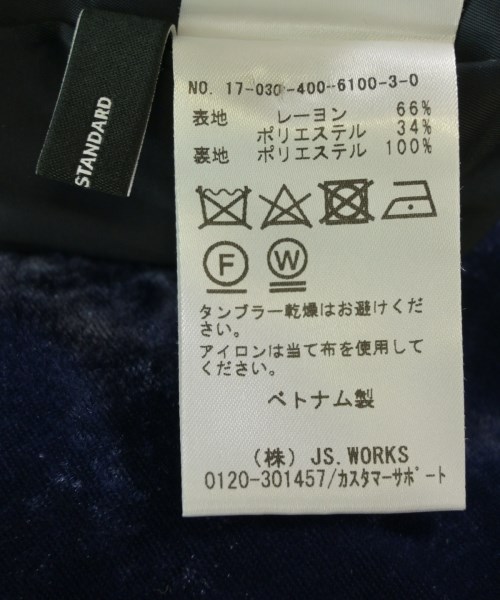 STANDARD
NO. 17-030-400-6100-3-0
表地 レーヨン 66%
ポリエステル 34%
裏地 ポリエステル 100%
F W
タンブラー乾燥はお避けくだ
さい。
アイロンは当て布を使用して
ください。
ベトナム製
(株) JS.WORKS
0120-301457/カスタマーサポート